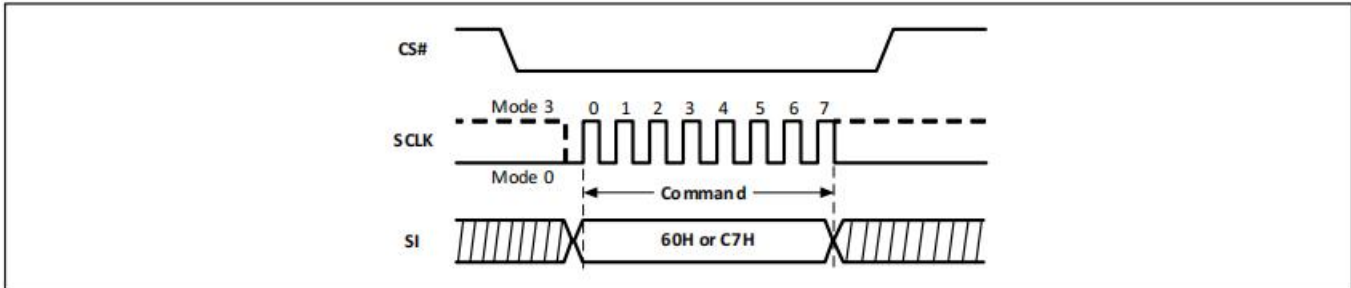 CS#
Mode 3 0 1 2 3 4 5 6 7
SCLK
Mode 0
Command
SI 60H or C7H